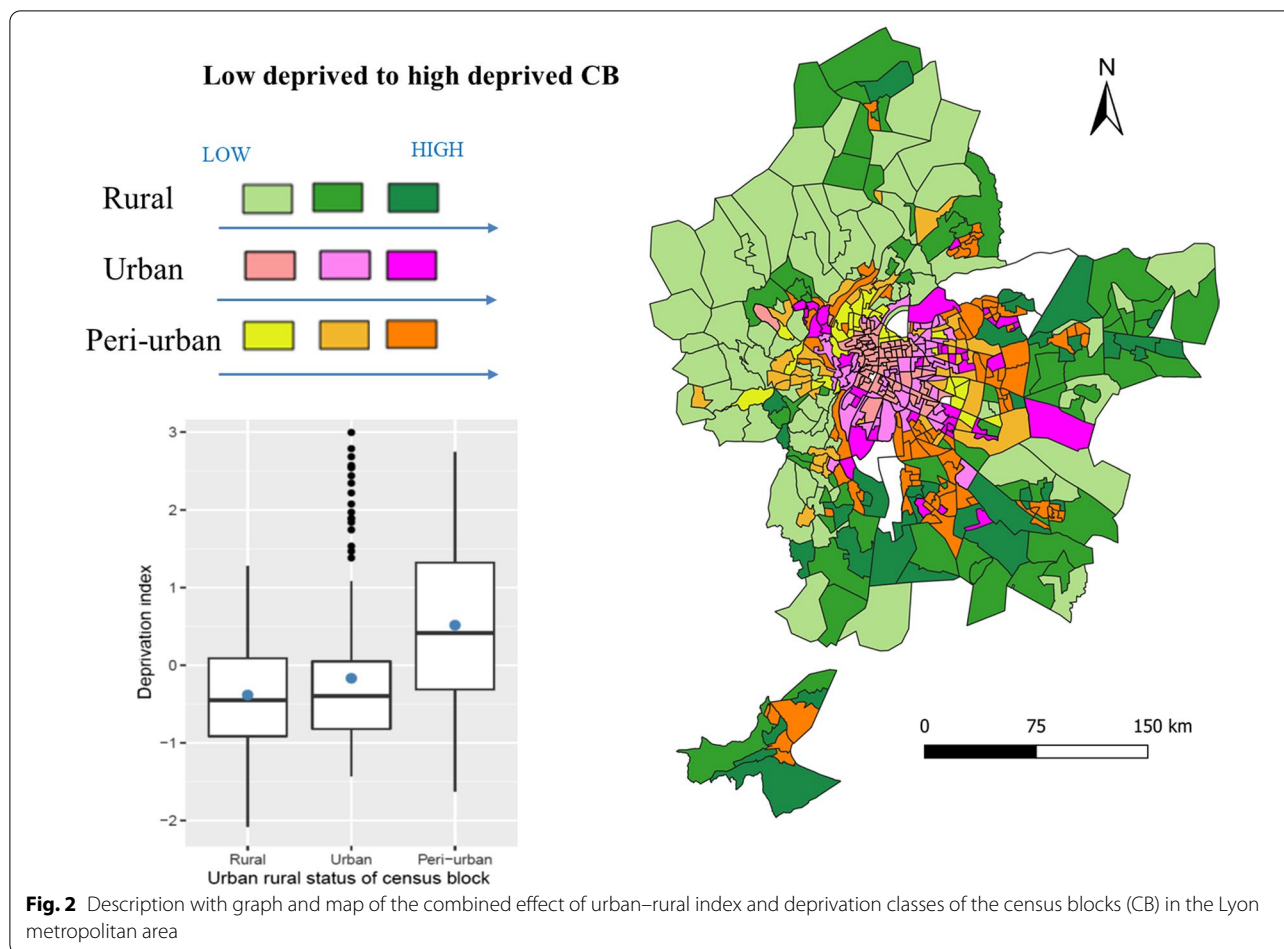 Low deprived to high deprived CB
LOW HIGH
Rural
Urban
Peri-urban
N
3
2
1
0
−1
−2
Deprivation index
Rural Urban Peri−urban
Urban rural status of census block
0 75 150 km
Fig. 2 Description with graph and map of the combined effect of urban–rural index and deprivation classes of the census blocks (CB) in the Lyon
metropolitan area